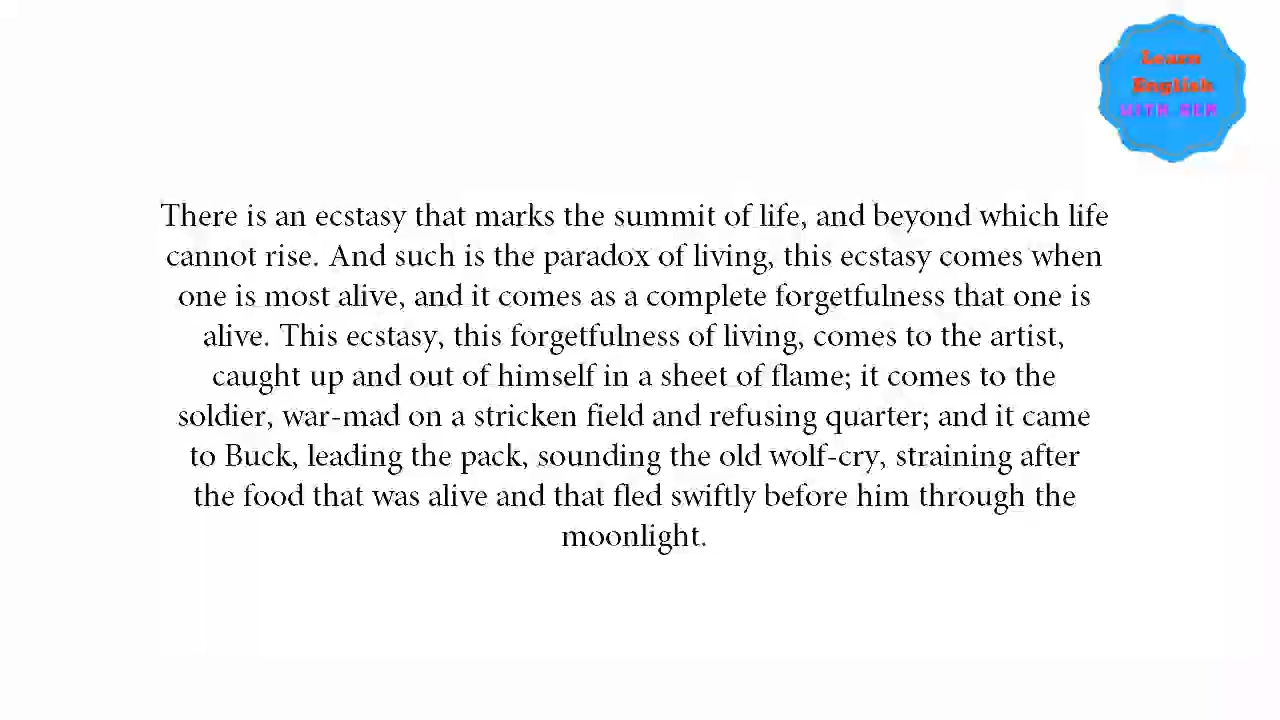 Learn
English
WITH GEM
There is an ecstasy that marks the summit of life, and beyond which life
cannot rise. And such is the paradox of living, this ecstasy comes when
one is most alive, and it comes as a complete forgetfulness that one is
alive. This ecstasy, this forgetfulness of living, comes to the artist,
caught up and out of himself in a sheet of flame; it comes to the
soldier, war-mad on a stricken field and refusing quarter; and it came
to Buck, leading the pack, sounding the old wolf-cry, straining after
the food that was alive and that fled swiftly before him through the
moonlight.